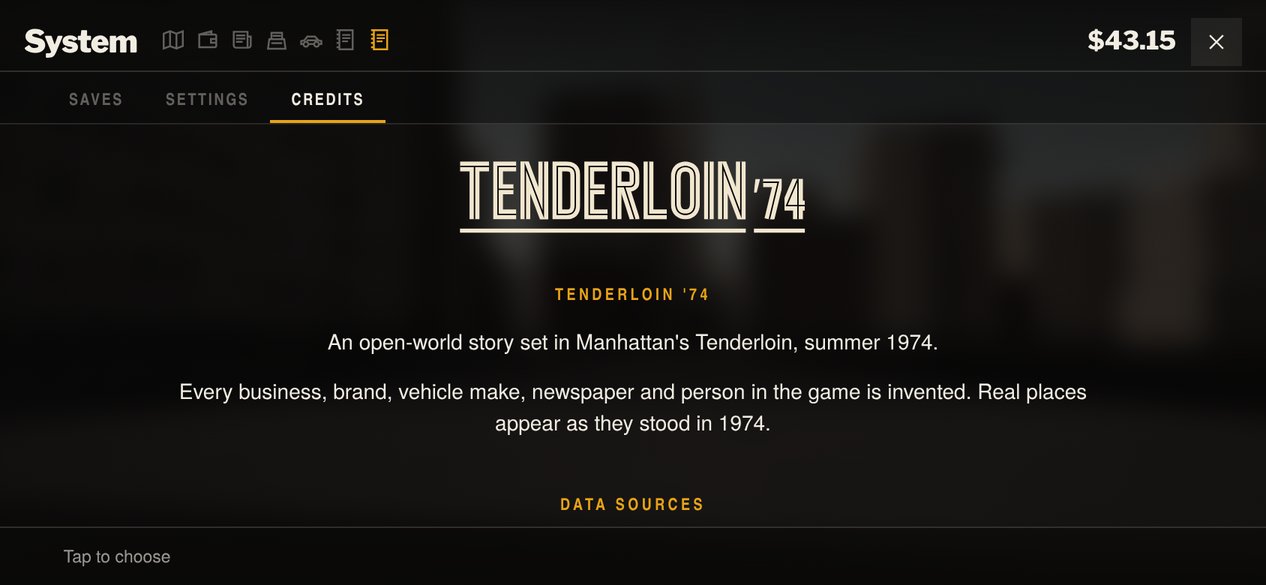 System
$43.15
SAVES
SETTINGS
CREDITS
TENDERLOIN '74
TENDERLOIN '74
An open-world story set in Manhattan's Tenderloin, summer 1974.
Every business, brand, vehicle make, newspaper and person in the game is invented. Real places
appear as they stood in 1974.
DATA SOURCES
Tap to choose